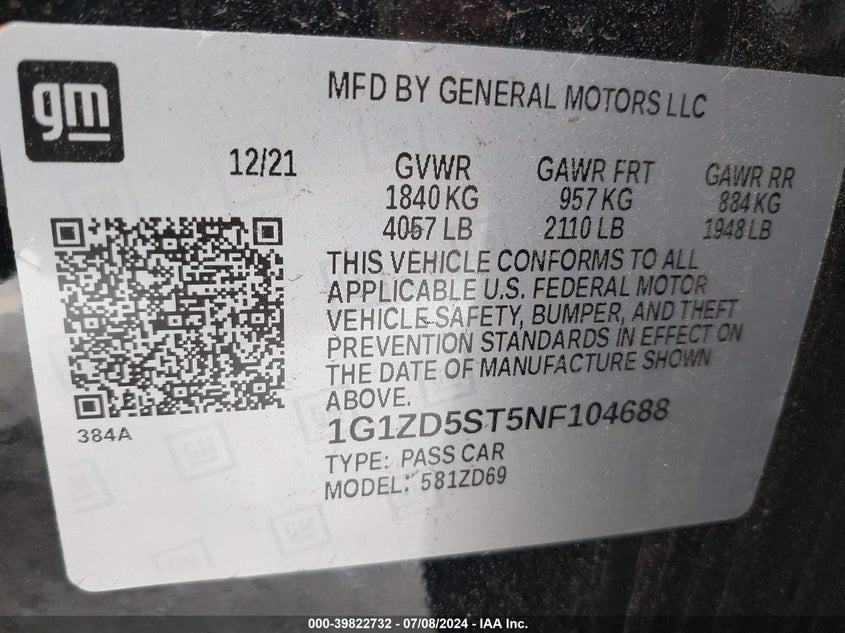 gm
MFD BY GENERAL MOTORS LLC
12/21 GVWR GAWR FRT GAWR RR
1840 KG 957 KG 884 KG
4057 LB 2110 LB 1948 LB
THIS VEHICLE CONFORMS TO ALL
APPLICABLE U.S. FEDERAL MOTOR
VEHICLE SAFETY, BUMPER, AND THEFT
PREVENTION STANDARDS IN EFFECT ON
THE DATE OF MANUFACTURE SHOWN
ABOVE.
384A
1G1ZD5ST5NF104688
TYPE: PASS CAR
MODEL: 581ZD69
000-39822732 - 07/08/2024 - IAA Inc.